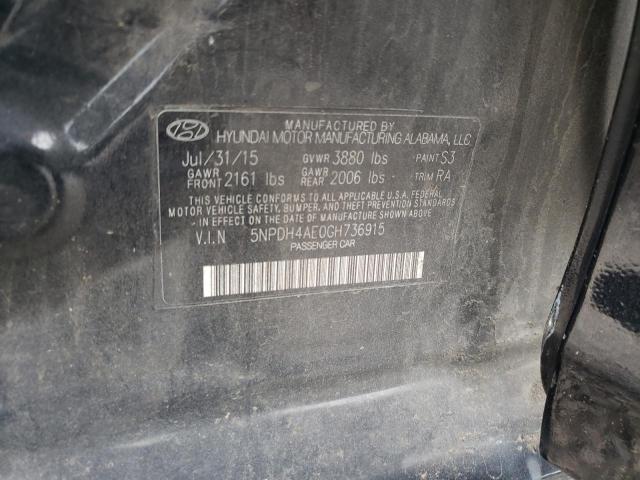 MANUFACTURED BY
HYUNDAI MOTOR MANUFACTURING ALABAMA, LLC
Jul/31/15 GVWR 3880 lbs PAINT S3
GAWR FRONT 2161 lbs GAWR REAR 2006 lbs TRIM RA
THIS VEHICLE CONFORMS TO ALL APPLICABLE U.S.A. FEDERAL
MOTOR VEHICLE SAFETY, BUMPER, AND THEFT PREVENTION STANDARDS
IN EFFECT ON THE DATE OF MANUFACTURE SHOWN ABOVE.
V.I.N 5NPDH4AE0GH736915
PASSENGER CAR